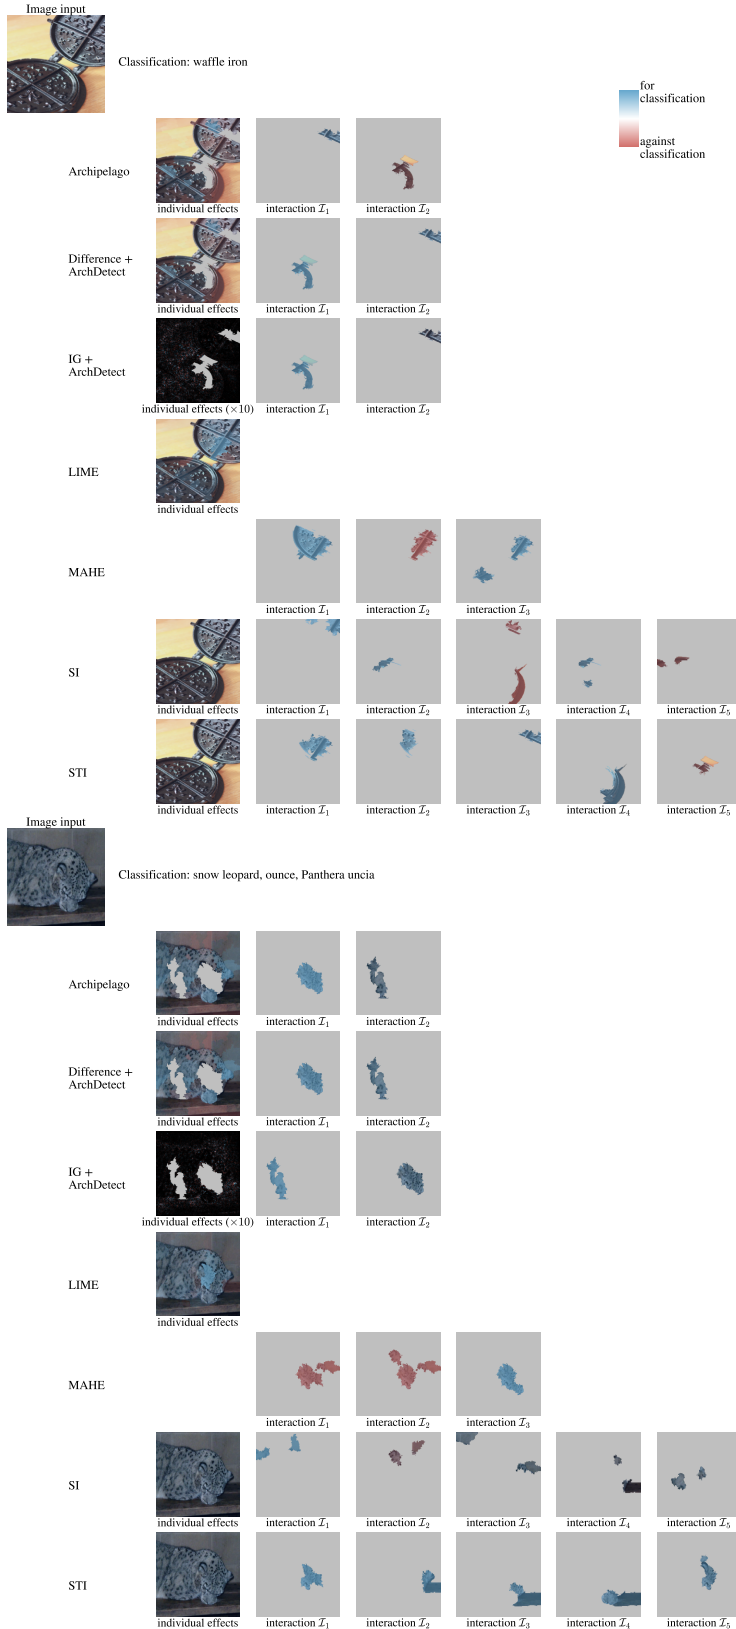 Image input
Classification: waffle iron
for
classification
against
classification
Archipelago
individual effects interaction ℐ₁ interaction ℐ₂
Difference +
ArchDetect
individual effects interaction ℐ₁ interaction ℐ₂
IG +
ArchDetect
individual effects (×10) interaction ℐ₁ interaction ℐ₂
LIME
individual effects
MAHE
interaction ℐ₁ interaction ℐ₂ interaction ℐ₃
SI
individual effects interaction ℐ₁ interaction ℐ₂ interaction ℐ₃ interaction ℐ₄ interaction ℐ₅
STI
individual effects interaction ℐ₁ interaction ℐ₂ interaction ℐ₃ interaction ℐ₄ interaction ℐ₅
Image input
Classification: snow leopard, ounce, Panthera uncia
Archipelago
individual effects interaction ℐ₁ interaction ℐ₂
Difference +
ArchDetect
individual effects interaction ℐ₁ interaction ℐ₂
IG +
ArchDetect
individual effects (×10) interaction ℐ₁ interaction ℐ₂
LIME
individual effects
MAHE
interaction ℐ₁ interaction ℐ₂ interaction ℐ₃
SI
individual effects interaction ℐ₁ interaction ℐ₂ interaction ℐ₃ interaction ℐ₄ interaction ℐ₅
STI
individual effects interaction ℐ₁ interaction ℐ₂ interaction ℐ₃ interaction ℐ₄ interaction ℐ₅